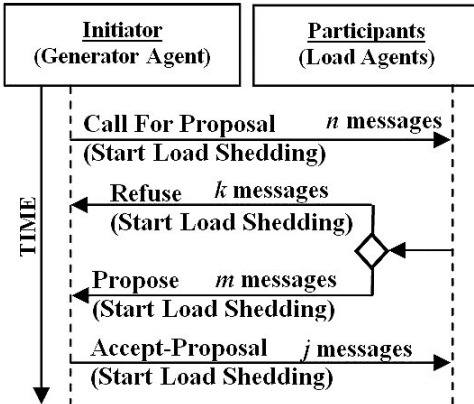 Initiator
(Generator Agent)
Participants
(Load Agents)
Call For Proposal n messages
(Start Load Shedding)
Refuse k messages
(Start Load Shedding)
TIME
Propose m messages
(Start Load Shedding)
Accept-Proposal j messages
(Start Load Shedding)